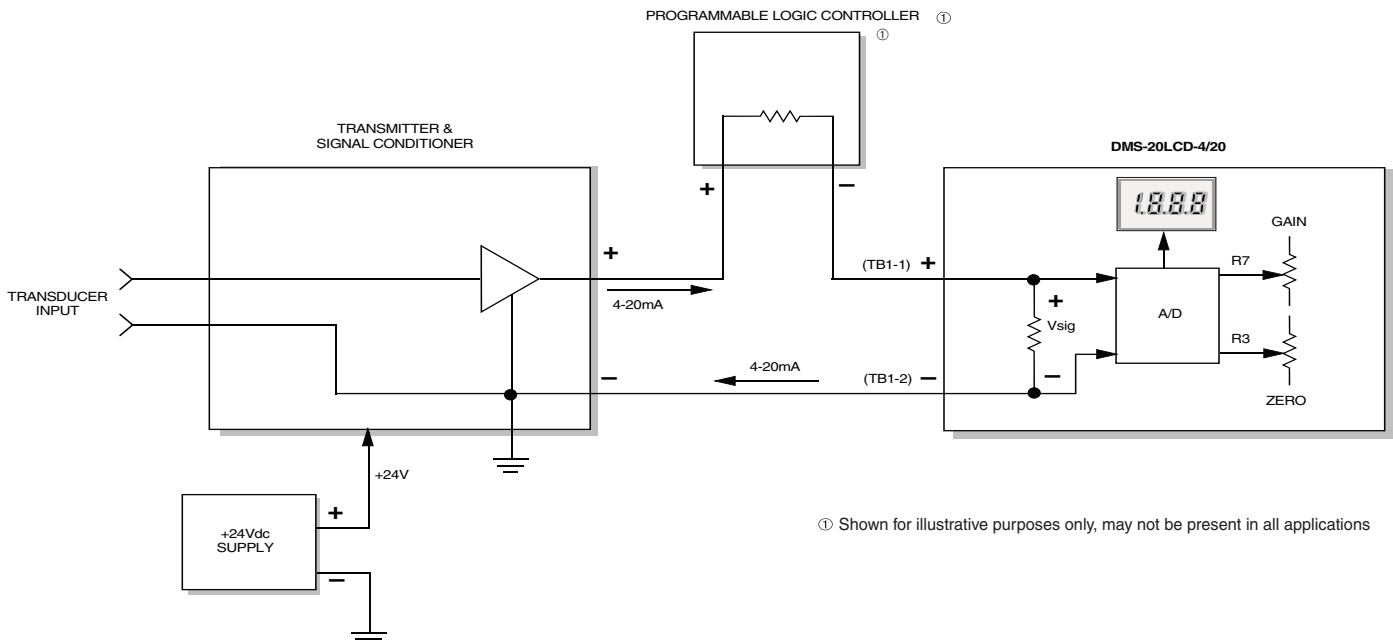 PROGRAMMABLE LOGIC CONTROLLER ①
①
TRANSMITTER &
SIGNAL CONDITIONER
DMS-20LCD-4/20
1.8.8.8
GAIN
+
−
+
(TB1-1) +
R7
TRANSDUCER
INPUT
4-20mA
+
Vsig
A/D
−
4-20mA
(TB1-2) −
−
R3
ZERO
+24V
+24Vdc
SUPPLY
+
−
① Shown for illustrative purposes only, may not be present in all applications